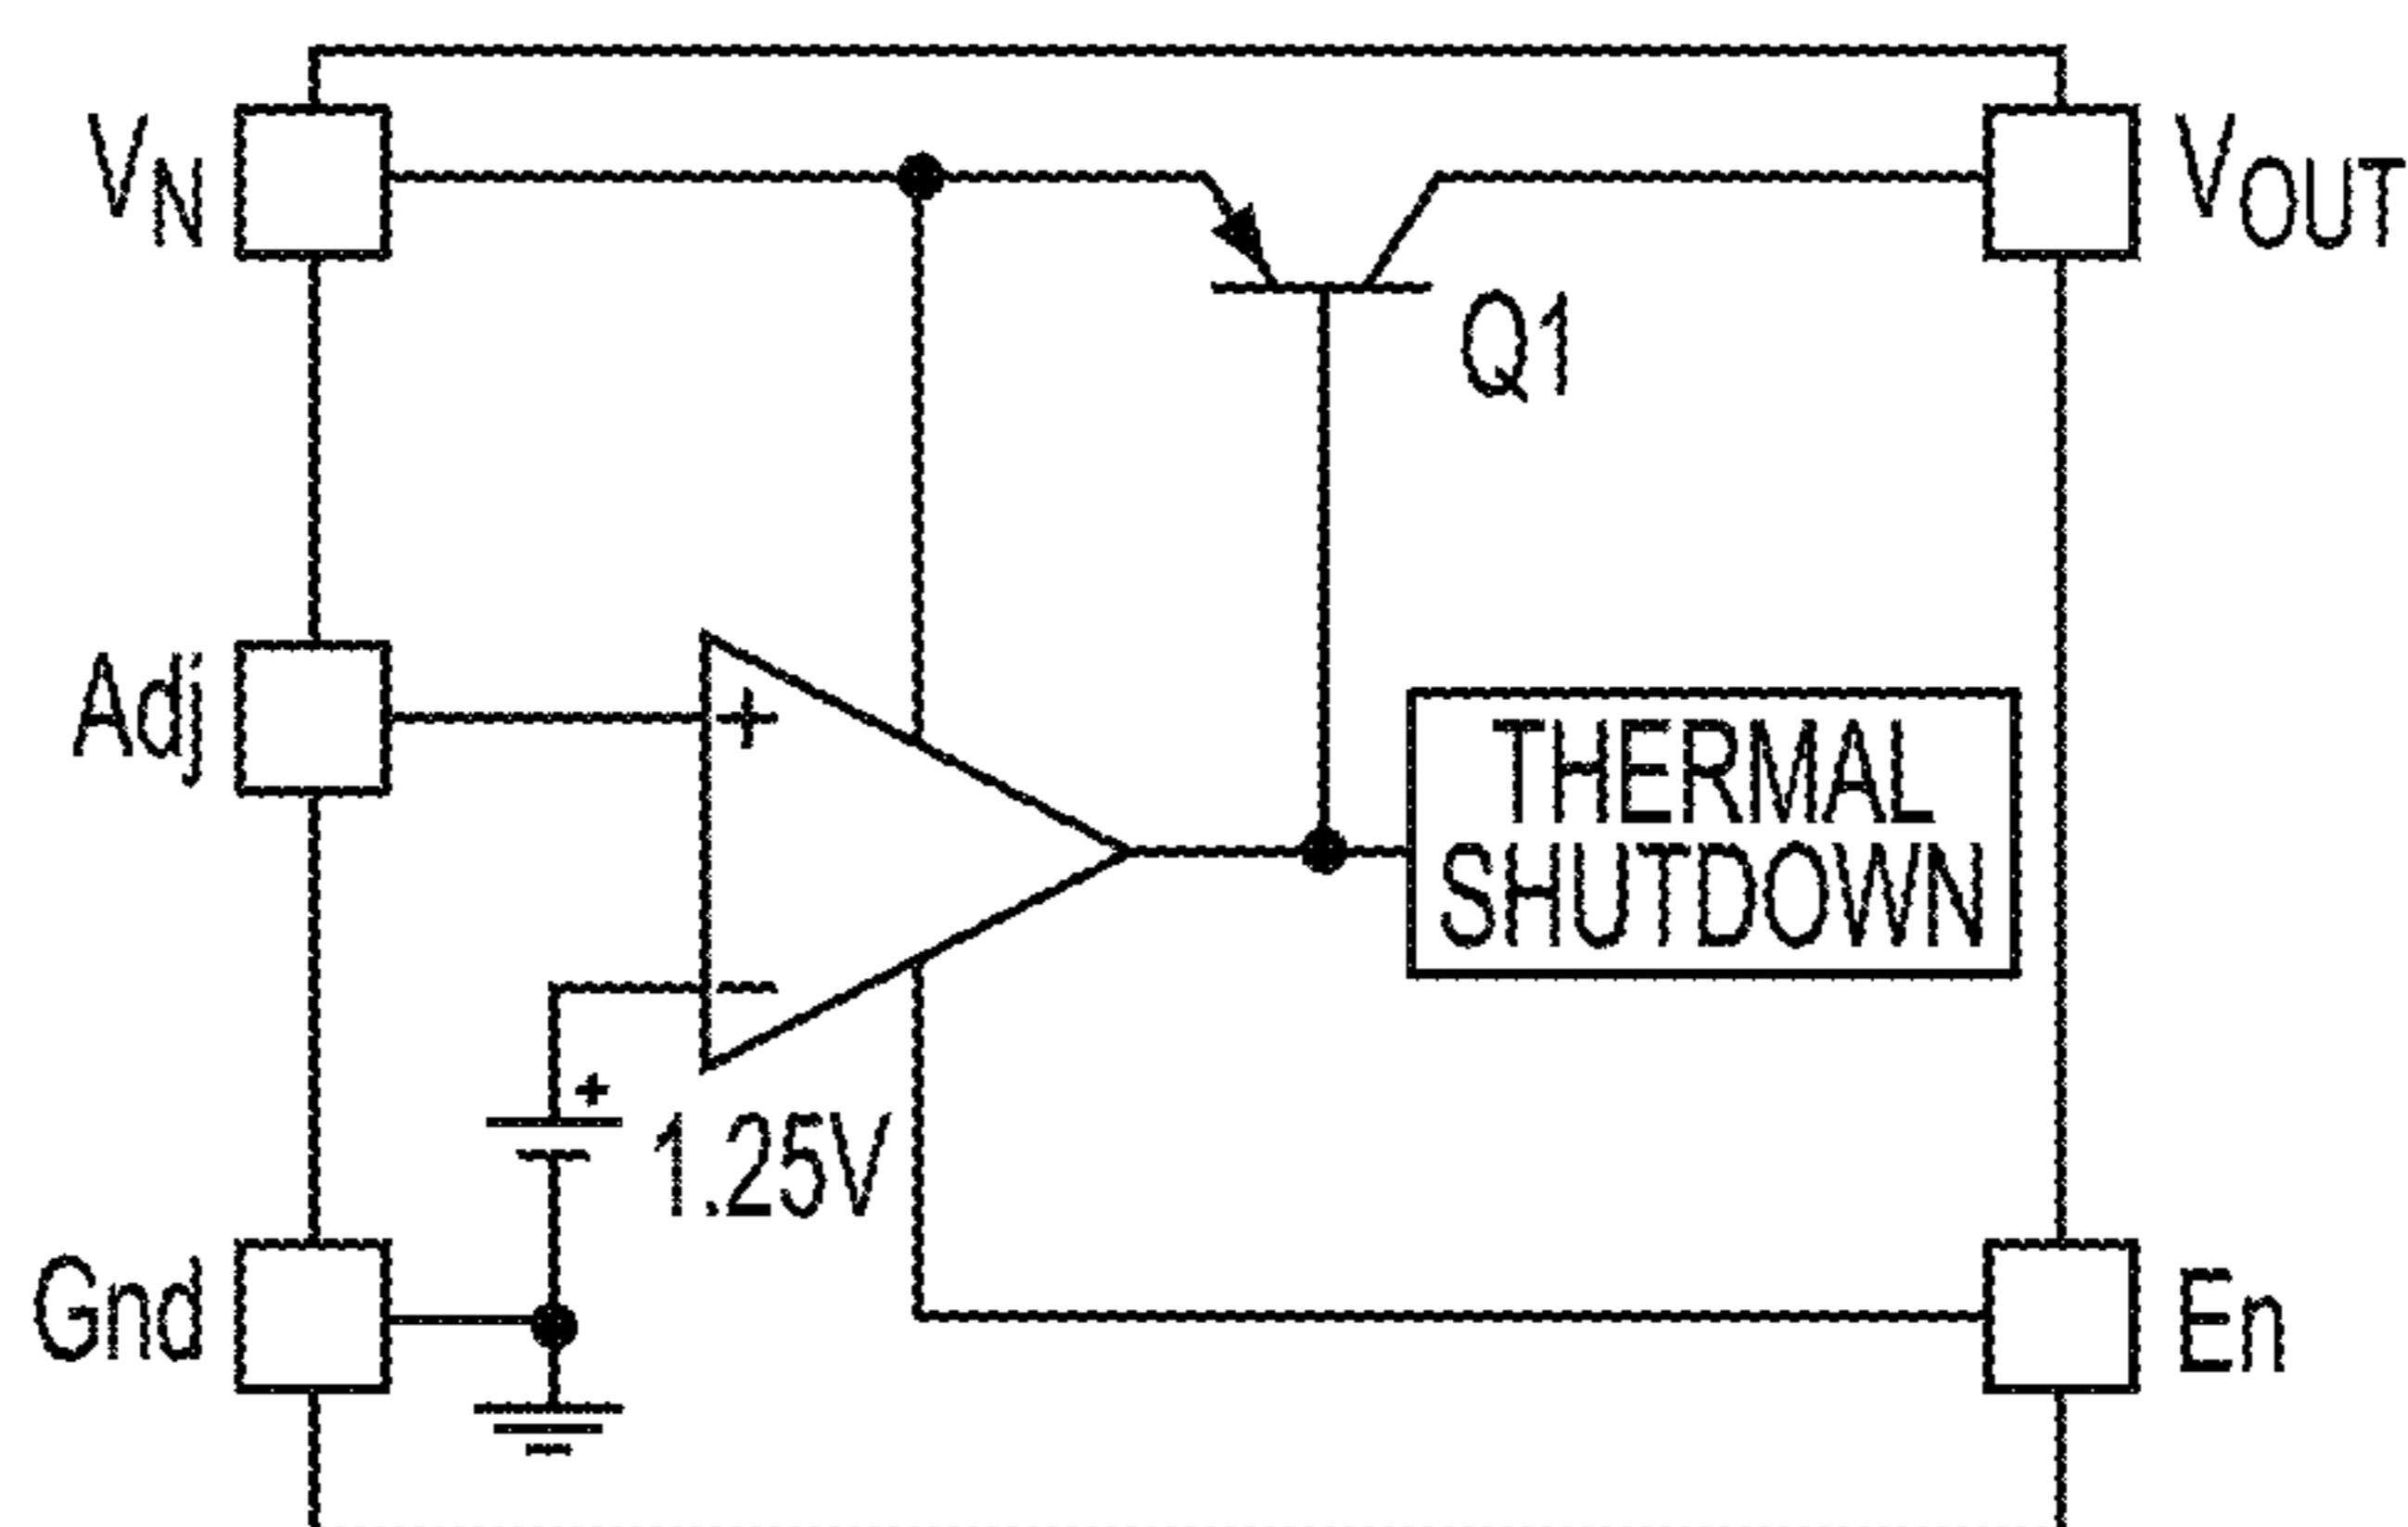 VN
VOUT
Q1
Adj
+
THERMAL
SHUTDOWN
−
+
1.25V
Gnd
En